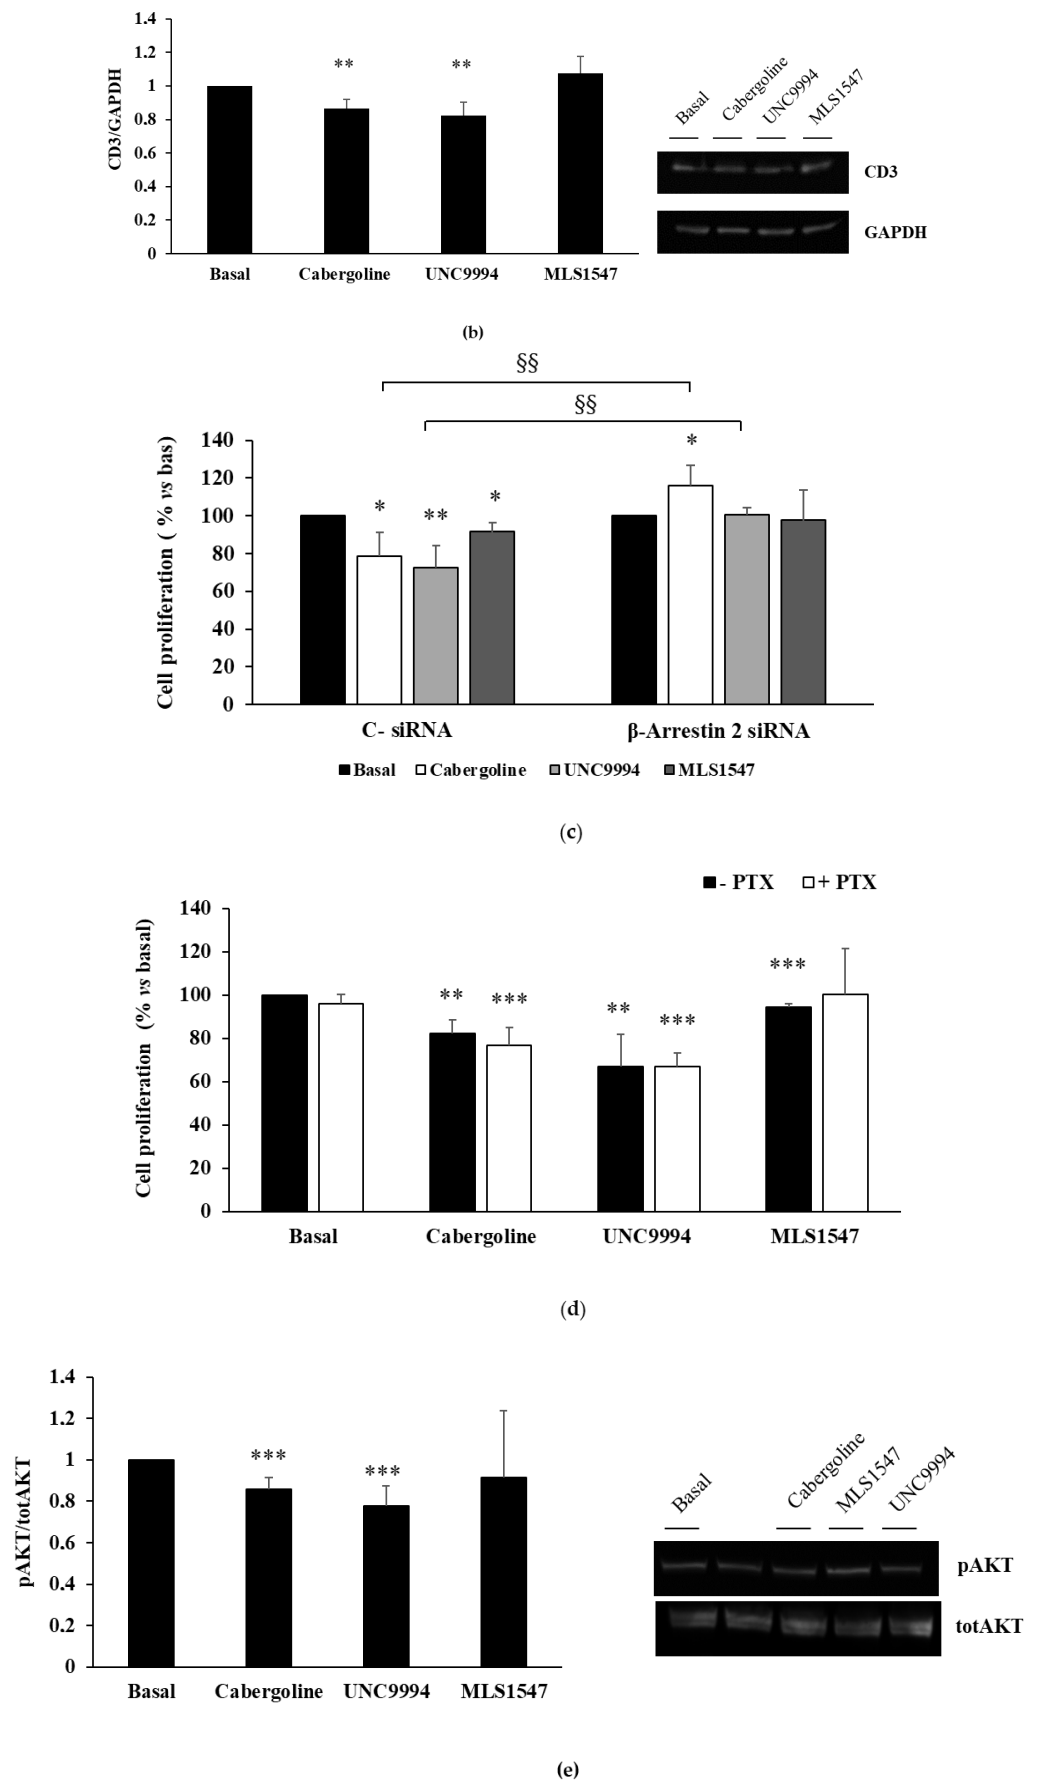 1.4
1.2
1
0.8
0.6
0.4
0.2
0
CD3/GAPDH
** **
Basal Cabergoline UNC9994 MLS1547
Basal Cabergoline UNC9994 MLS1547
CD3
GAPDH
(b)
§§
§§
Cell proliferation ( % vs bas)
140
120
100
80
60
40
20
0
* ** * *
C- siRNA β-Arrestin 2 siRNA
Basal Cabergoline UNC9994 MLS1547
(c)
- PTX + PTX
Cell proliferation (% vs basal)
140
120
100
80
60
40
20
0
** *** ** *** ***
Basal Cabergoline UNC9994 MLS1547
(d)
pAKT/totAKT
1.4
1.2
1
0.8
0.6
0.4
0.2
0
*** ***
Basal Cabergoline UNC9994 MLS1547
Basal Cabergoline MLS1547 UNC9994
pAKT
totAKT
(e)